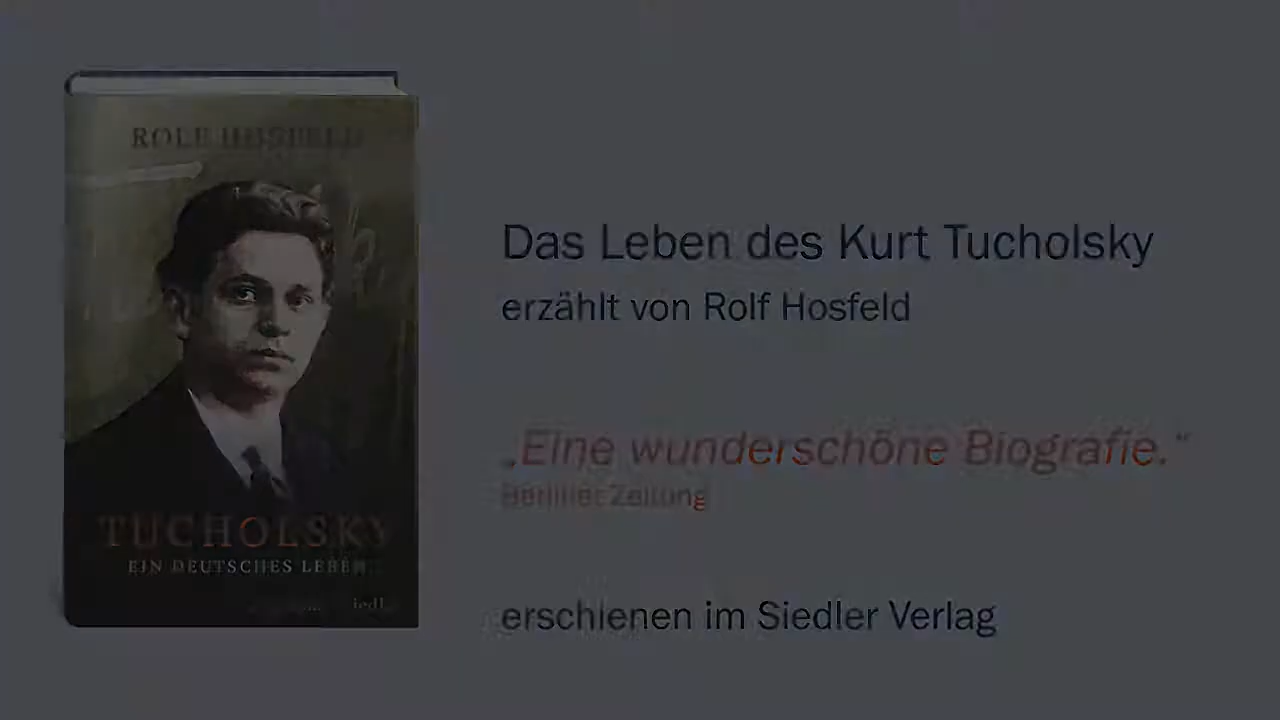 ROLF HOSFELD
TUCHOLSKY
EIN DEUTSCHES LEBEN
Das Leben des Kurt Tucholsky
erzählt von Rolf Hosfeld
„Eine wunderschöne Biografie.“
Berliner Zeitung
erschienen im Siedler Verlag